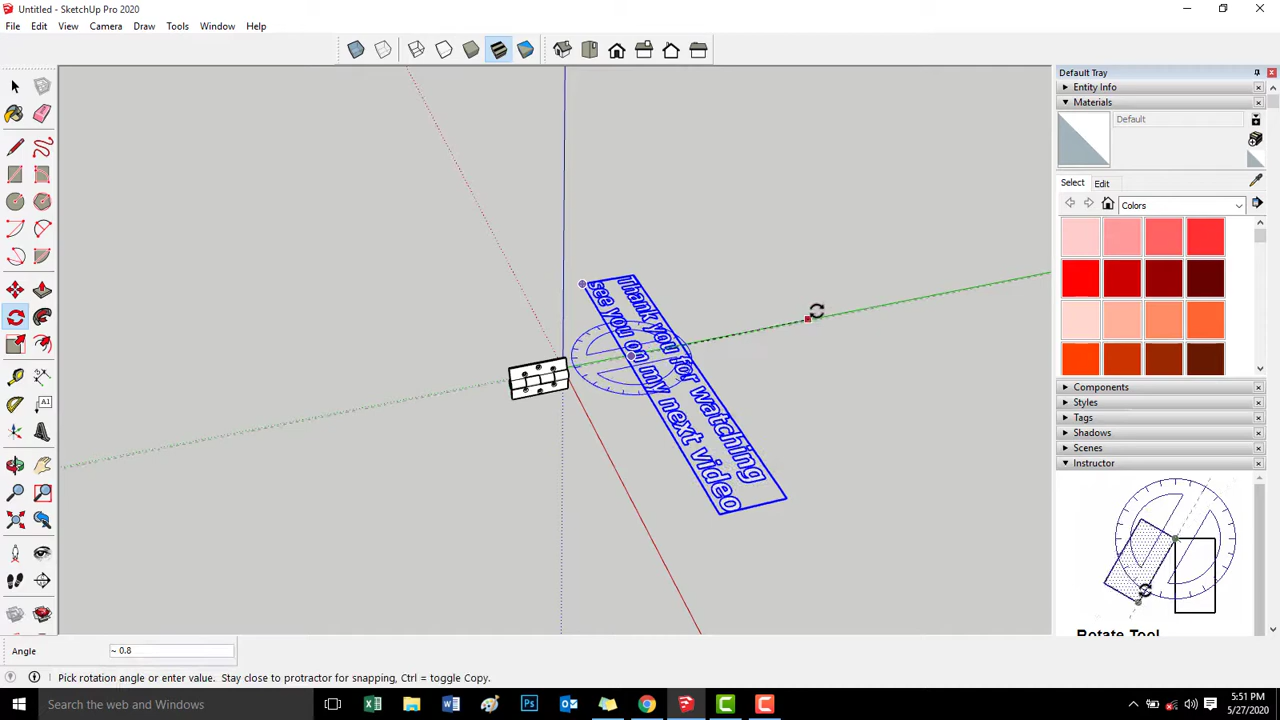 Untitled - SketchUp Pro 2020
File Edit View Camera Draw Tools Window Help
Default Tray
Entity Info
Materials
Default
Select Edit
Colors
Thank you for watching
see you on my next video
A1
Components
Styles
Tags
Shadows
Scenes
Instructor
Rotate Tool
Angle ~ 0.8
Pick rotation angle or enter value. Stay close to protractor for snapping, Ctrl = toggle Copy.
Search the web and Windows
Ps
5:51 PM
5/27/2020